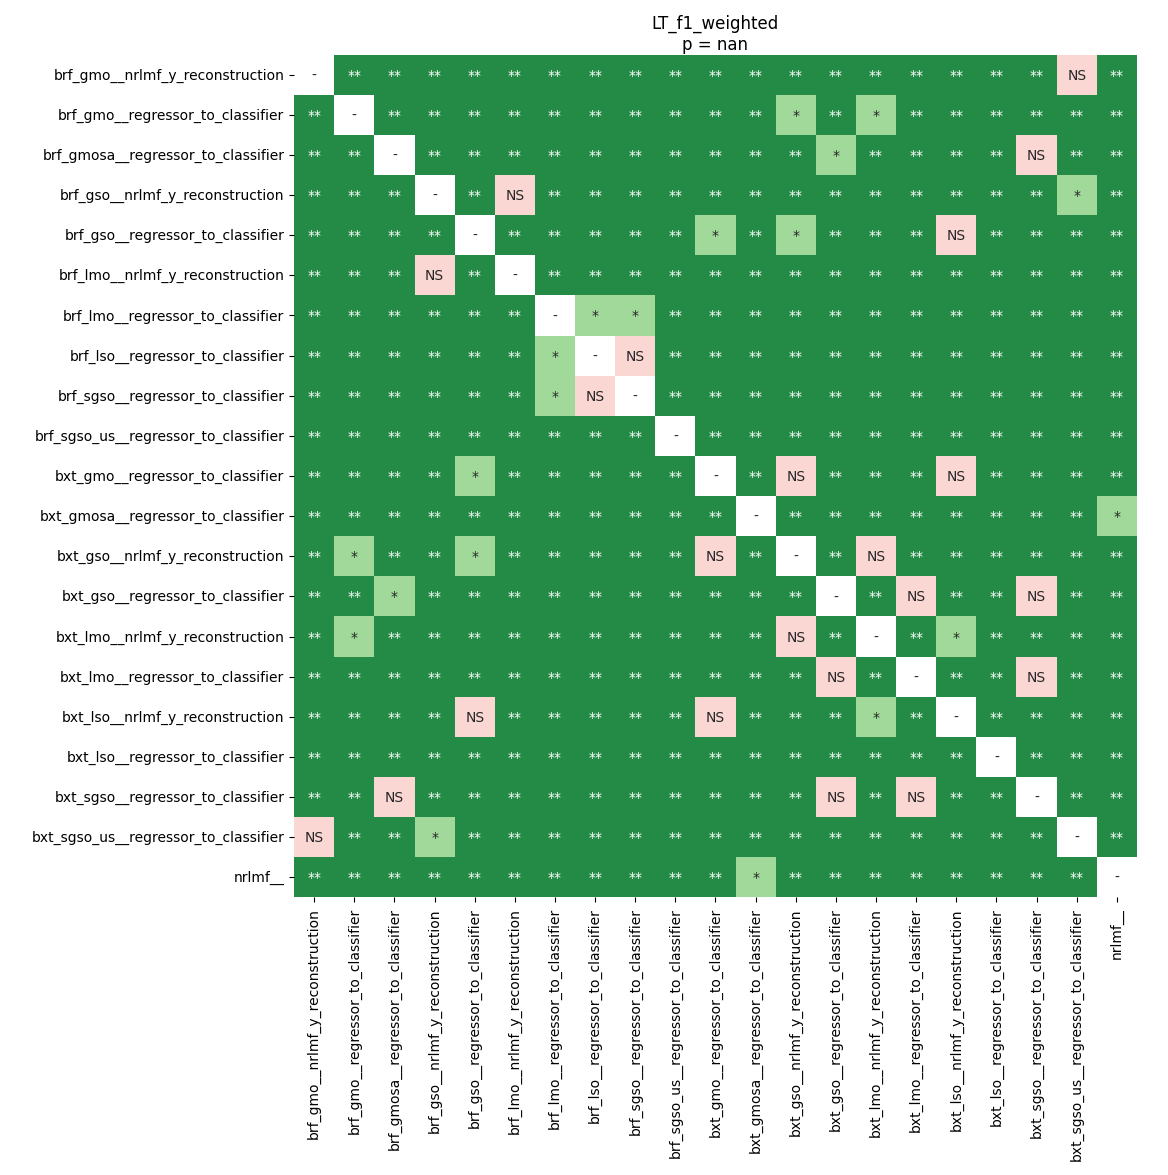 LT_f1_weighted
p = nan
brf_gmo__nrlmf_y_reconstruction - ** ** ** ** ** ** ** ** ** ** ** ** ** ** ** ** ** ** NS **
brf_gmo__regressor_to_classifier ** - ** ** ** ** ** ** ** ** ** ** * ** * ** ** ** ** ** **
brf_gmosa__regressor_to_classifier ** ** - ** ** ** ** ** ** ** ** ** ** * ** ** ** ** NS ** **
brf_gso__nrlmf_y_reconstruction ** ** ** - ** NS ** ** ** ** ** ** ** ** ** ** ** ** ** * **
brf_gso__regressor_to_classifier ** ** ** ** - ** ** ** ** ** * ** * ** ** ** NS ** ** ** **
brf_lmo__nrlmf_y_reconstruction ** ** ** NS ** - ** ** ** ** ** ** ** ** ** ** ** ** ** ** **
brf_lmo__regressor_to_classifier ** ** ** ** ** ** - * * ** ** ** ** ** ** ** ** ** ** ** **
brf_lso__regressor_to_classifier ** ** ** ** ** ** * - NS ** ** ** ** ** ** ** ** ** ** ** **
brf_sgso__regressor_to_classifier ** ** ** ** ** ** * NS - ** ** ** ** ** ** ** ** ** ** ** **
brf_sgso_us__regressor_to_classifier ** ** ** ** ** ** ** ** ** - ** ** ** ** ** ** ** ** ** ** **
bxt_gmo__regressor_to_classifier ** ** ** ** * ** ** ** ** ** - ** NS ** ** ** NS ** ** ** **
bxt_gmosa__regressor_to_classifier ** ** ** ** ** ** ** ** ** ** ** - ** ** ** ** ** ** ** ** *
bxt_gso__nrlmf_y_reconstruction ** * ** ** * ** ** ** ** ** NS ** - ** NS ** ** ** ** ** **
bxt_gso__regressor_to_classifier ** ** * ** ** ** ** ** ** ** ** ** ** - ** NS ** ** NS ** **
bxt_lmo__nrlmf_y_reconstruction ** * ** ** ** ** ** ** ** ** ** ** NS ** - ** * ** ** ** **
bxt_lmo__regressor_to_classifier ** ** ** ** ** ** ** ** ** ** ** ** ** NS ** - ** ** NS ** **
bxt_lso__nrlmf_y_reconstruction ** ** ** ** NS ** ** ** ** ** NS ** ** ** * ** - ** ** ** **
bxt_lso__regressor_to_classifier ** ** ** ** ** ** ** ** ** ** ** ** ** ** ** ** ** - ** ** **
bxt_sgso__regressor_to_classifier ** ** NS ** ** ** ** ** ** ** ** ** ** NS ** NS ** ** - ** **
bxt_sgso_us__regressor_to_classifier NS ** ** * ** ** ** ** ** ** ** ** ** ** ** ** ** ** ** - **
nrlmf__ ** ** ** ** ** ** ** ** ** ** ** * ** ** ** ** ** ** ** ** -
brf_gmo__nrlmf_y_reconstruction
brf_gmo__regressor_to_classifier
brf_gmosa__regressor_to_classifier
brf_gso__nrlmf_y_reconstruction
brf_gso__regressor_to_classifier
brf_lmo__nrlmf_y_reconstruction
brf_lmo__regressor_to_classifier
brf_lso__regressor_to_classifier
brf_sgso__regressor_to_classifier
brf_sgso_us__regressor_to_classifier
bxt_gmo__regressor_to_classifier
bxt_gmosa__regressor_to_classifier
bxt_gso__nrlmf_y_reconstruction
bxt_gso__regressor_to_classifier
bxt_lmo__nrlmf_y_reconstruction
bxt_lmo__regressor_to_classifier
bxt_lso__nrlmf_y_reconstruction
bxt_lso__regressor_to_classifier
bxt_sgso__regressor_to_classifier
bxt_sgso_us__regressor_to_classifier
nrlmf__